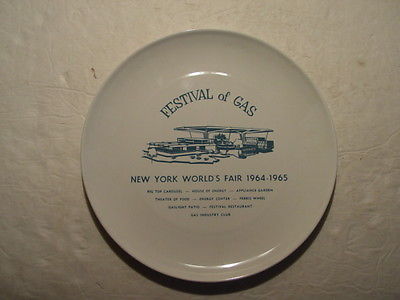 FESTIVAL of GAS
NEW YORK WORLD'S FAIR 1964-1965
BIG TOP CAROUSEL — HOUSE OF ENERGY — APPLIANCE GARDEN
THEATER OF FOOD — ENERGY CENTER — FERRIS WHEEL
GASLIGHT PATIO — FESTIVAL RESTAURANT
GAS INDUSTRY CLUB